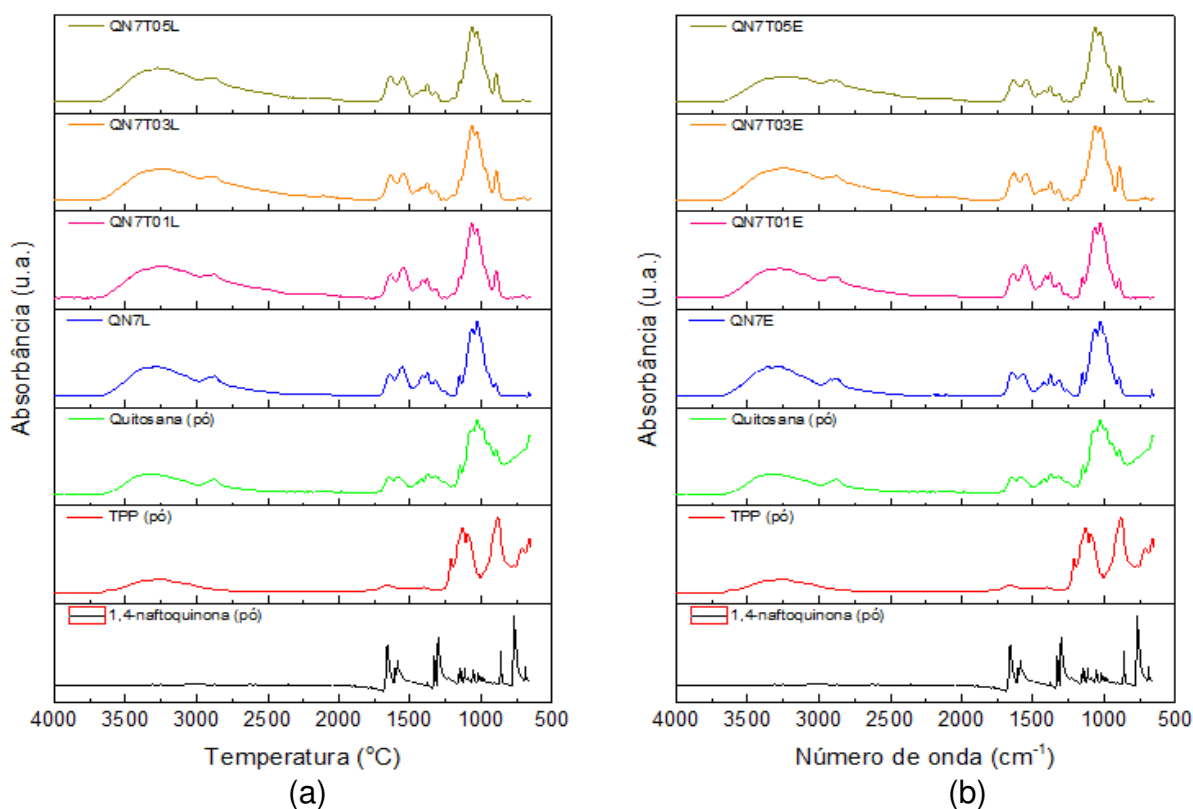 QN7T05L
QN7T03L
QN7T01L
QN7L
Quitosana (pó)
TPP (pó)
1,4-naftoquinona (pó)
Absorbância (u.a.)
4000 3500 3000 2500 2000 1500 1000 500
Temperatura (°C)
(a)
QN7T05E
QN7T03E
QN7T01E
QN7E
Quitosana (pó)
TPP (pó)
1,4-naftoquinona (pó)
Absorbância (u.a.)
4000 3500 3000 2500 2000 1500 1000 500
Número de onda (cm⁻¹)
(b)